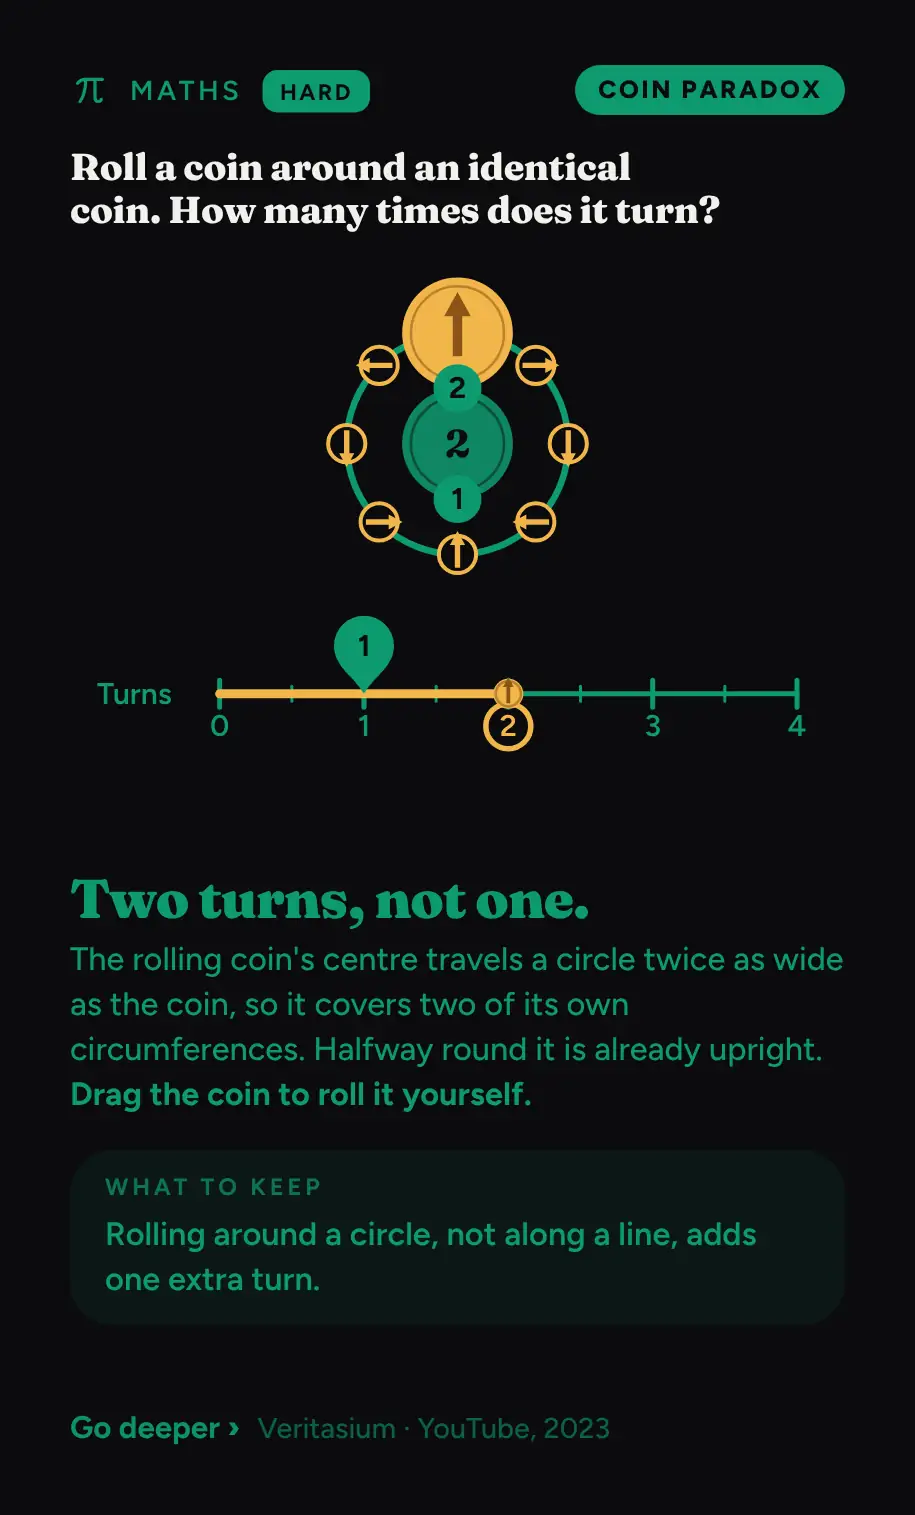 π MATHS HARD COIN PARADOX
Roll a coin around an identical
coin. How many times does it turn?
2
2
1
1
Turns
0 1 2 3 4
Two turns, not one.
The rolling coin's centre travels a circle twice as wide
as the coin, so it covers two of its own
circumferences. Halfway round it is already upright.
Drag the coin to roll it yourself.
WHAT TO KEEP
Rolling around a circle, not along a line, adds
one extra turn.
Go deeper › Veritasium · YouTube, 2023